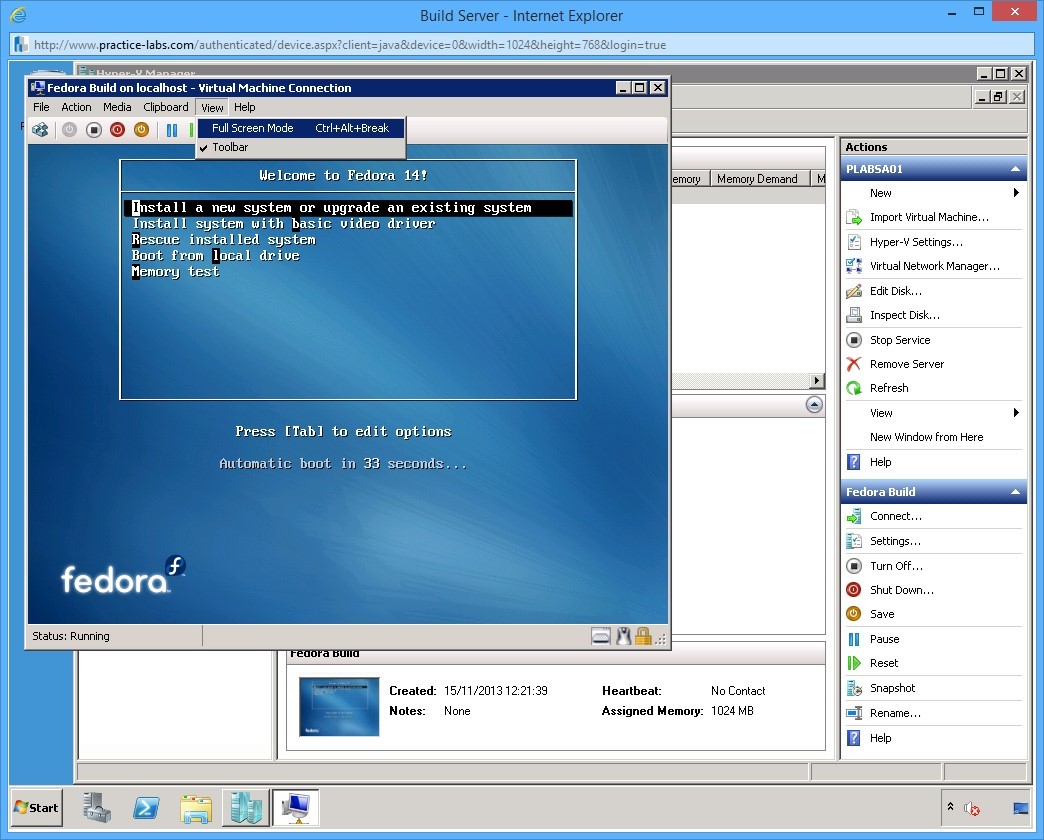 Build Server - Internet Explorer
http://www.practice-labs.com/authenticated/device.aspx?client=java&device=0&width=1024&height=768&login=true
Hyper-V Manager
Fedora Build on localhost - Virtual Machine Connection
File Action Media Clipboard View Help
Full Screen Mode Ctrl+Alt+Break
Toolbar
Welcome to Fedora 14!
Install a new system or upgrade an existing system
Install system with basic video driver
Rescue installed system
Boot from local drive
Memory test
Press [Tab] to edit options
Automatic boot in 33 seconds...
fedora
Status: Running
emory Memory Demand M
Actions
PLABSA01
New
Import Virtual Machine...
Hyper-V Settings...
Virtual Network Manager...
Edit Disk...
Inspect Disk...
Stop Service
Remove Server
Refresh
View
New Window from Here
Help
Fedora Build
Connect...
Settings...
Turn Off...
Shut Down...
Save
Pause
Reset
Snapshot
Rename...
Help
Fedora Build
Created: 15/11/2013 12:21:39
Heartbeat: No Contact
Notes: None
Assigned Memory: 1024 MB
Start